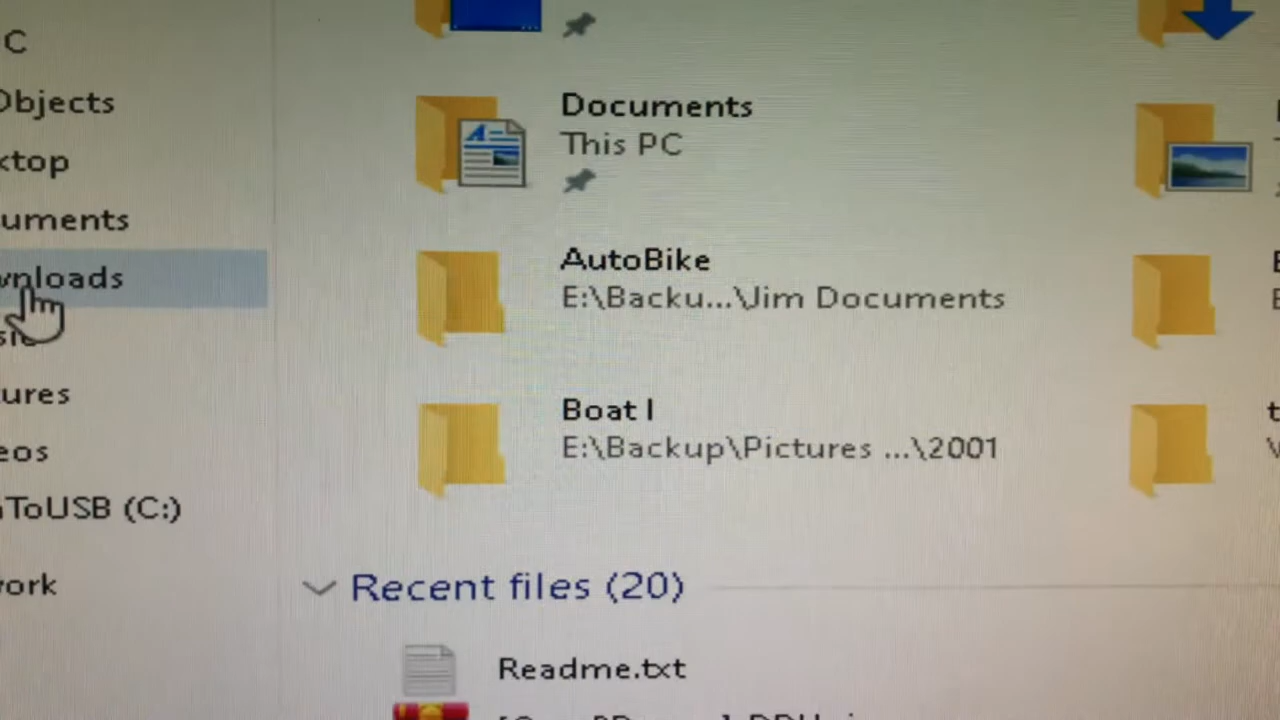 C
Objects
ktop
uments
wnloads
ures
eos
ToUSB (C:)
work
Documents
This PC
AutoBike
E:\Backu...\Jim Documents
Boat I
E:\Backup\Pictures ...\2001
Recent files (20)
Readme.txt